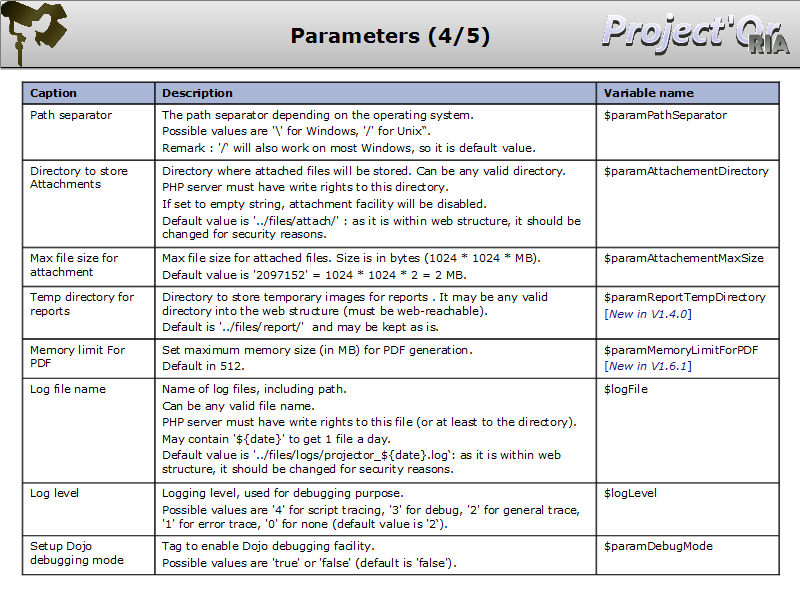 Parameters (4/5)
Project'Or
RIA
Caption
Description
Variable name
Path separator
The path separator depending on the operating system.
Possible values are '\' for Windows, '/' for Unix“.
Remark : '/' will also work on most Windows, so it is default value.
$paramPathSeparator
Directory to store
Attachments
Directory where attached files will be stored. Can be any valid directory.
PHP server must have write rights to this directory.
If set to empty string, attachment facility will be disabled.
Default value is '../files/attach/' : as it is within web structure, it should be
changed for security reasons.
$paramAttachementDirectory
Max file size for
attachment
Max file size for attached files. Size is in bytes (1024 * 1024 * MB).
Default value is '2097152' = 1024 * 1024 * 2 = 2 MB.
$paramAttachementMaxSize
Temp directory for
reports
Directory to store temporary images for reports . It may be any valid
directory into the web structure (must be web-reachable).
Default is '../files/report/'  and may be kept as is.
$paramReportTempDirectory
[New in V1.4.0]
Memory limit For
PDF
Set maximum memory size (in MB) for PDF generation.
Default in 512.
$paramMemoryLimitForPDF
[New in V1.6.1]
Log file name
Name of log files, including path.
Can be any valid file name.
PHP server must have write rights to this file (or at least to the directory).
May contain '${date}' to get 1 file a day.
Default value is '../files/logs/projector_${date}.log‘: as it is within web
structure, it should be changed for security reasons.
$logFile
Log level
Logging level, used for debugging purpose.
Possible values are '4' for script tracing, '3' for debug, '2' for general trace,
'1' for error trace, '0' for none (default value is '2‘).
$logLevel
Setup Dojo
debugging mode
Tag to enable Dojo debugging facility.
Possible values are 'true' or 'false' (default is 'false').
$paramDebugMode